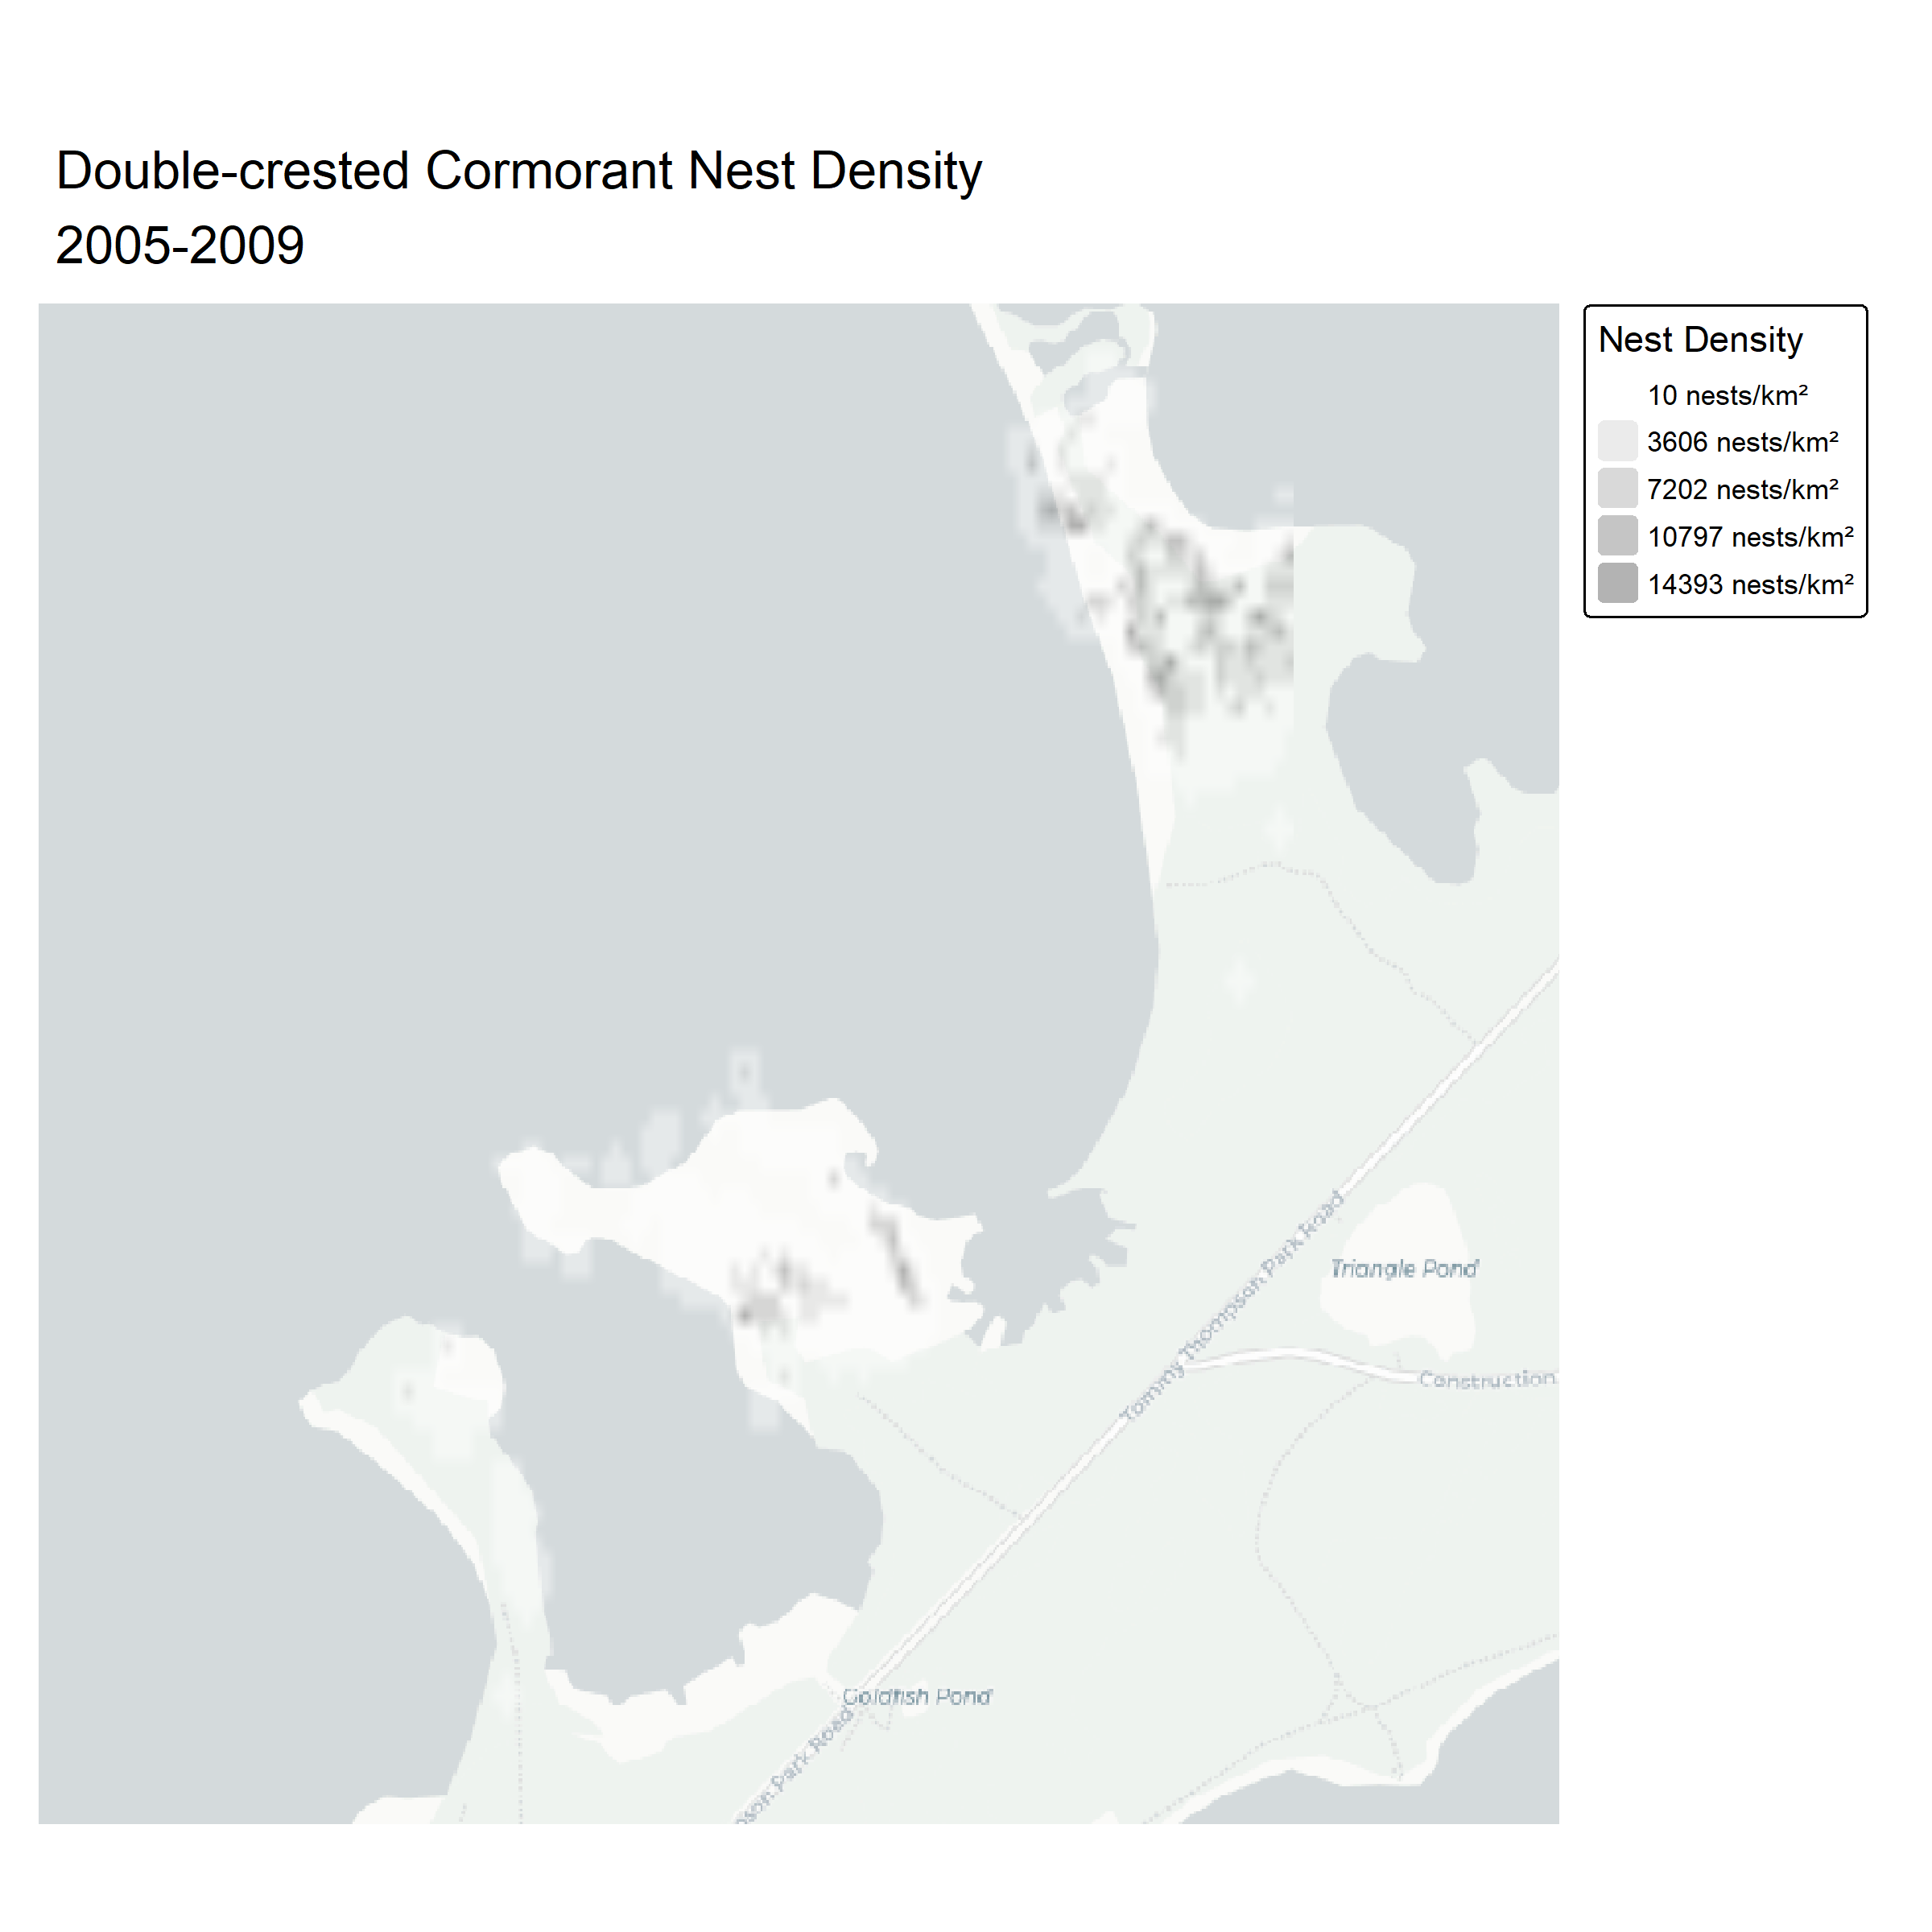 Double-crested Cormorant Nest Density
2005-2009
Nest Density
10 nests/km²
3606 nests/km²
7202 nests/km²
10797 nests/km²
14393 nests/km²
Tommy Thompson Park Road
Triangle Pond
Construction
Goldfish Pond
pson Park Road